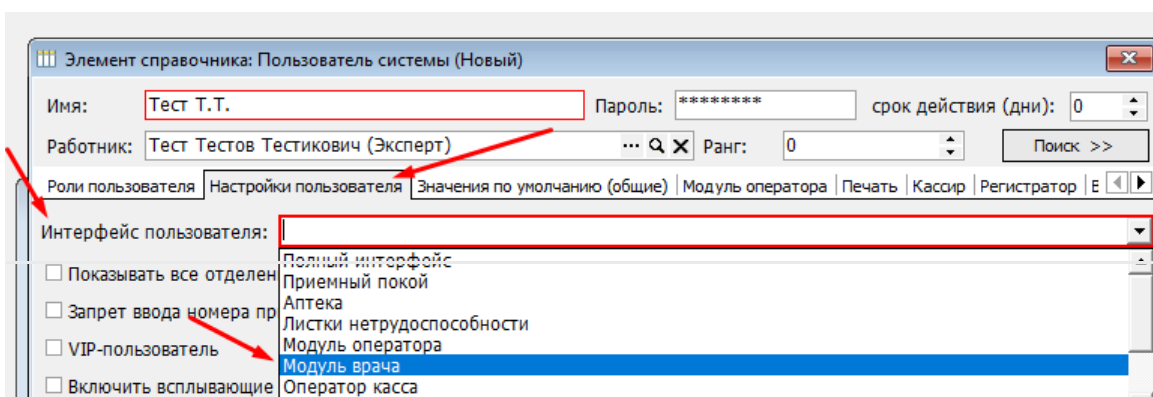 Элемент справочника: Пользователь системы (Новый)
Имя: Тест Т.Т. Пароль: ******** срок действия (дни): 0
Работник: Тест Тестов Тестикович (Эксперт) ... Ранг: 0 Поиск >>
Роли пользователя Настройки пользователя Значения по умолчанию (общие) Модуль оператора Печать Кассир Регистратор
Интерфейс пользователя:
Полный интерфейс
Показывать все отделен Приемный покой
Аптека
Запрет ввода номера пр
Листки нетрудоспособности
Модуль оператора
VIP-пользователь
Модуль врача
Включить всплывающие Оператор касса